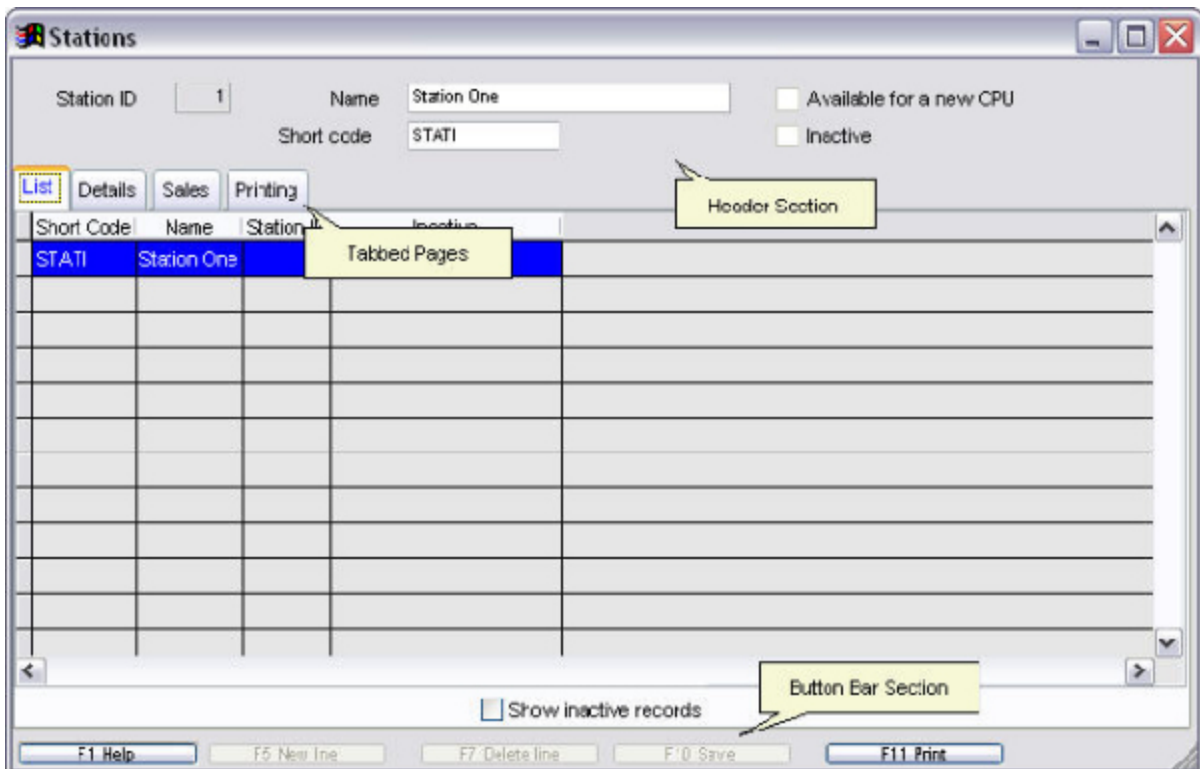 Stations
Station ID 1 Name Station One Available for a new CPU
Short code STATI Inactive
List Details Sales Printing
Header Section
Short Code Name Station
Tabbed Pages
STATI Station One
Button Bar Section
Show inactive records
F1 Help F5 New line F7 Delete line F10 Save F11 Print